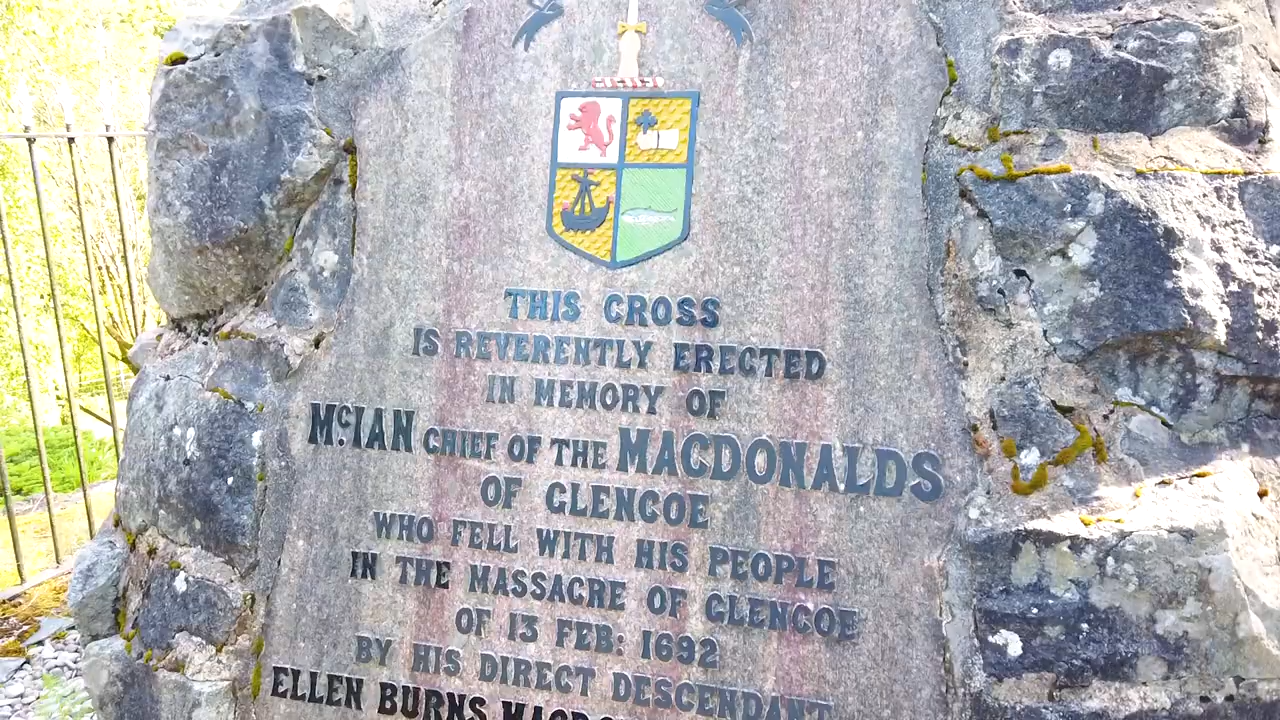 THIS CROSS
IS REVERENTLY ERECTED
IN MEMORY OF
McIAN CHIEF OF THE MACDONALDS
OF GLENCOE
WHO FELL WITH HIS PEOPLE
IN THE MASSACRE OF GLENCOE
OF 13 FEB: 1692
BY HIS DIRECT DESCENDANT
ELLEN BURNS